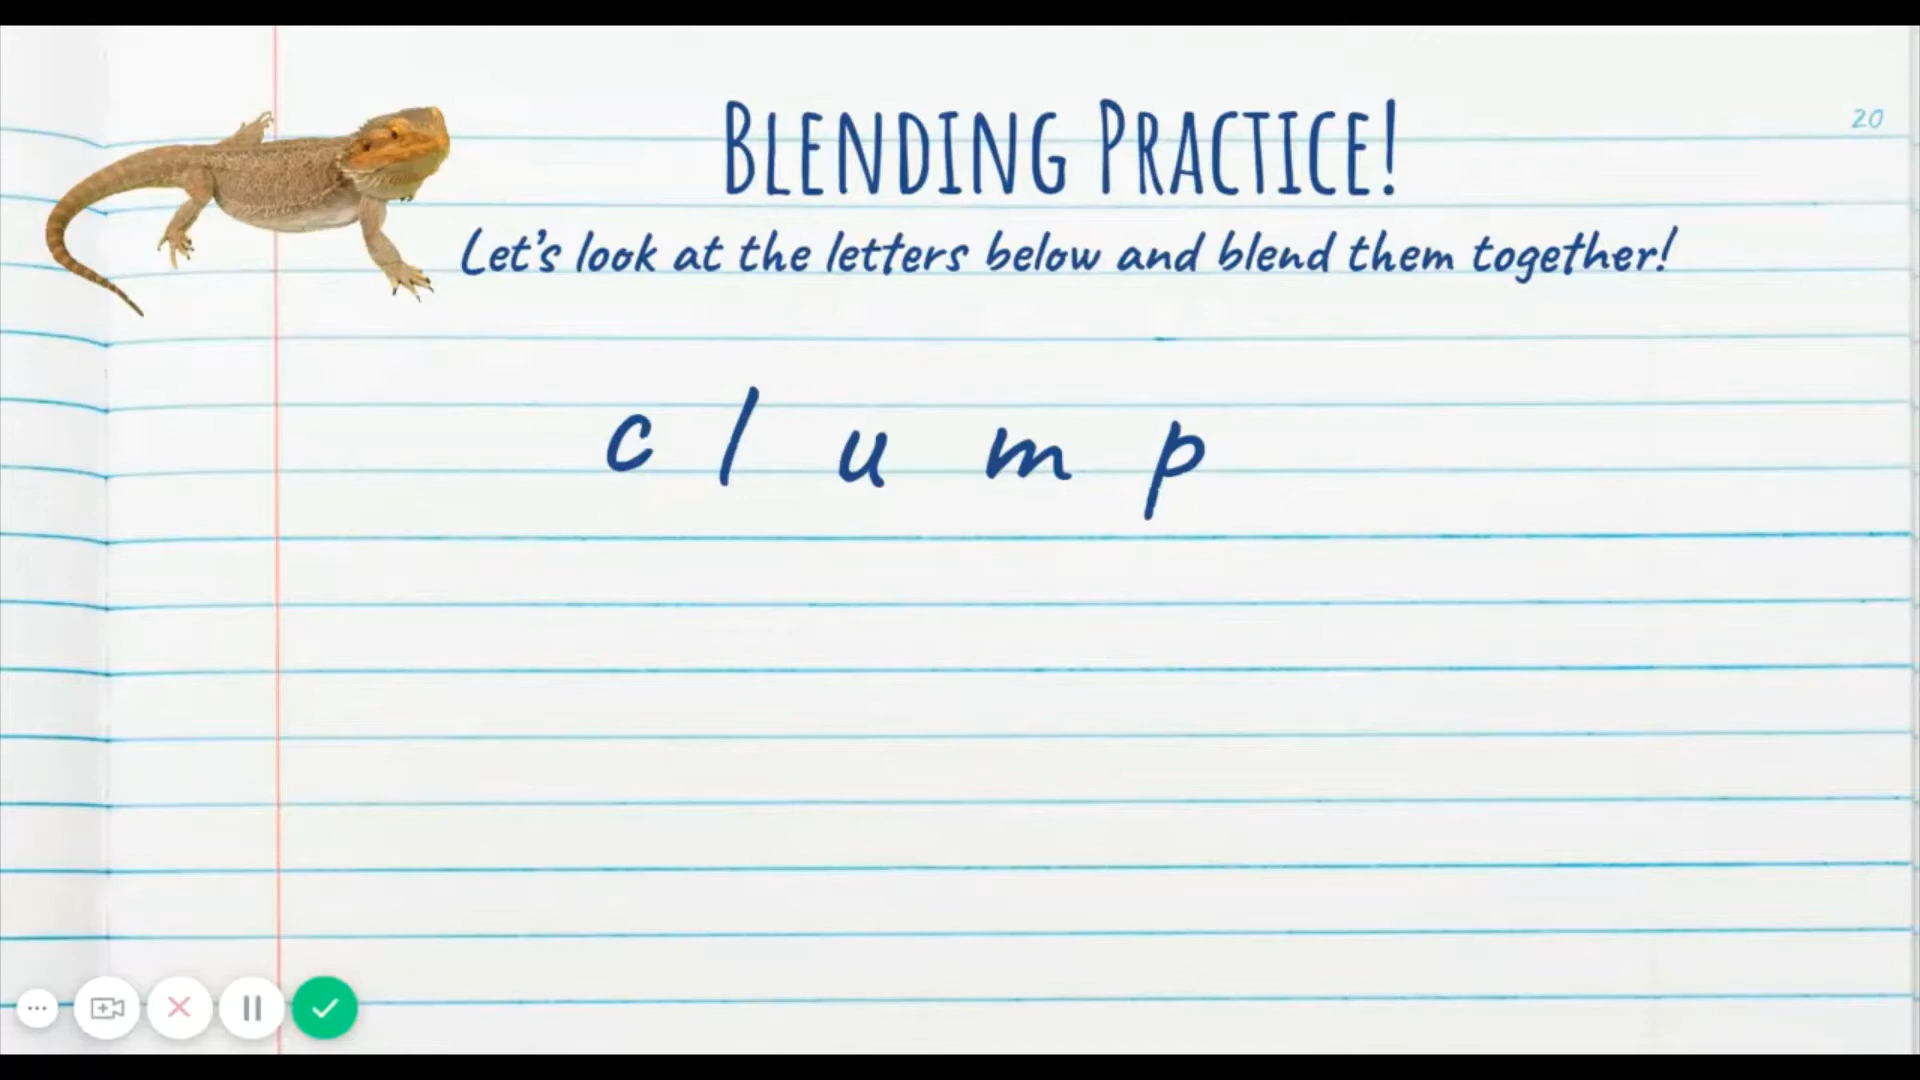 BLENDING PRACTICE!
20
Let's look at the letters below and blend them together!
c l u m p